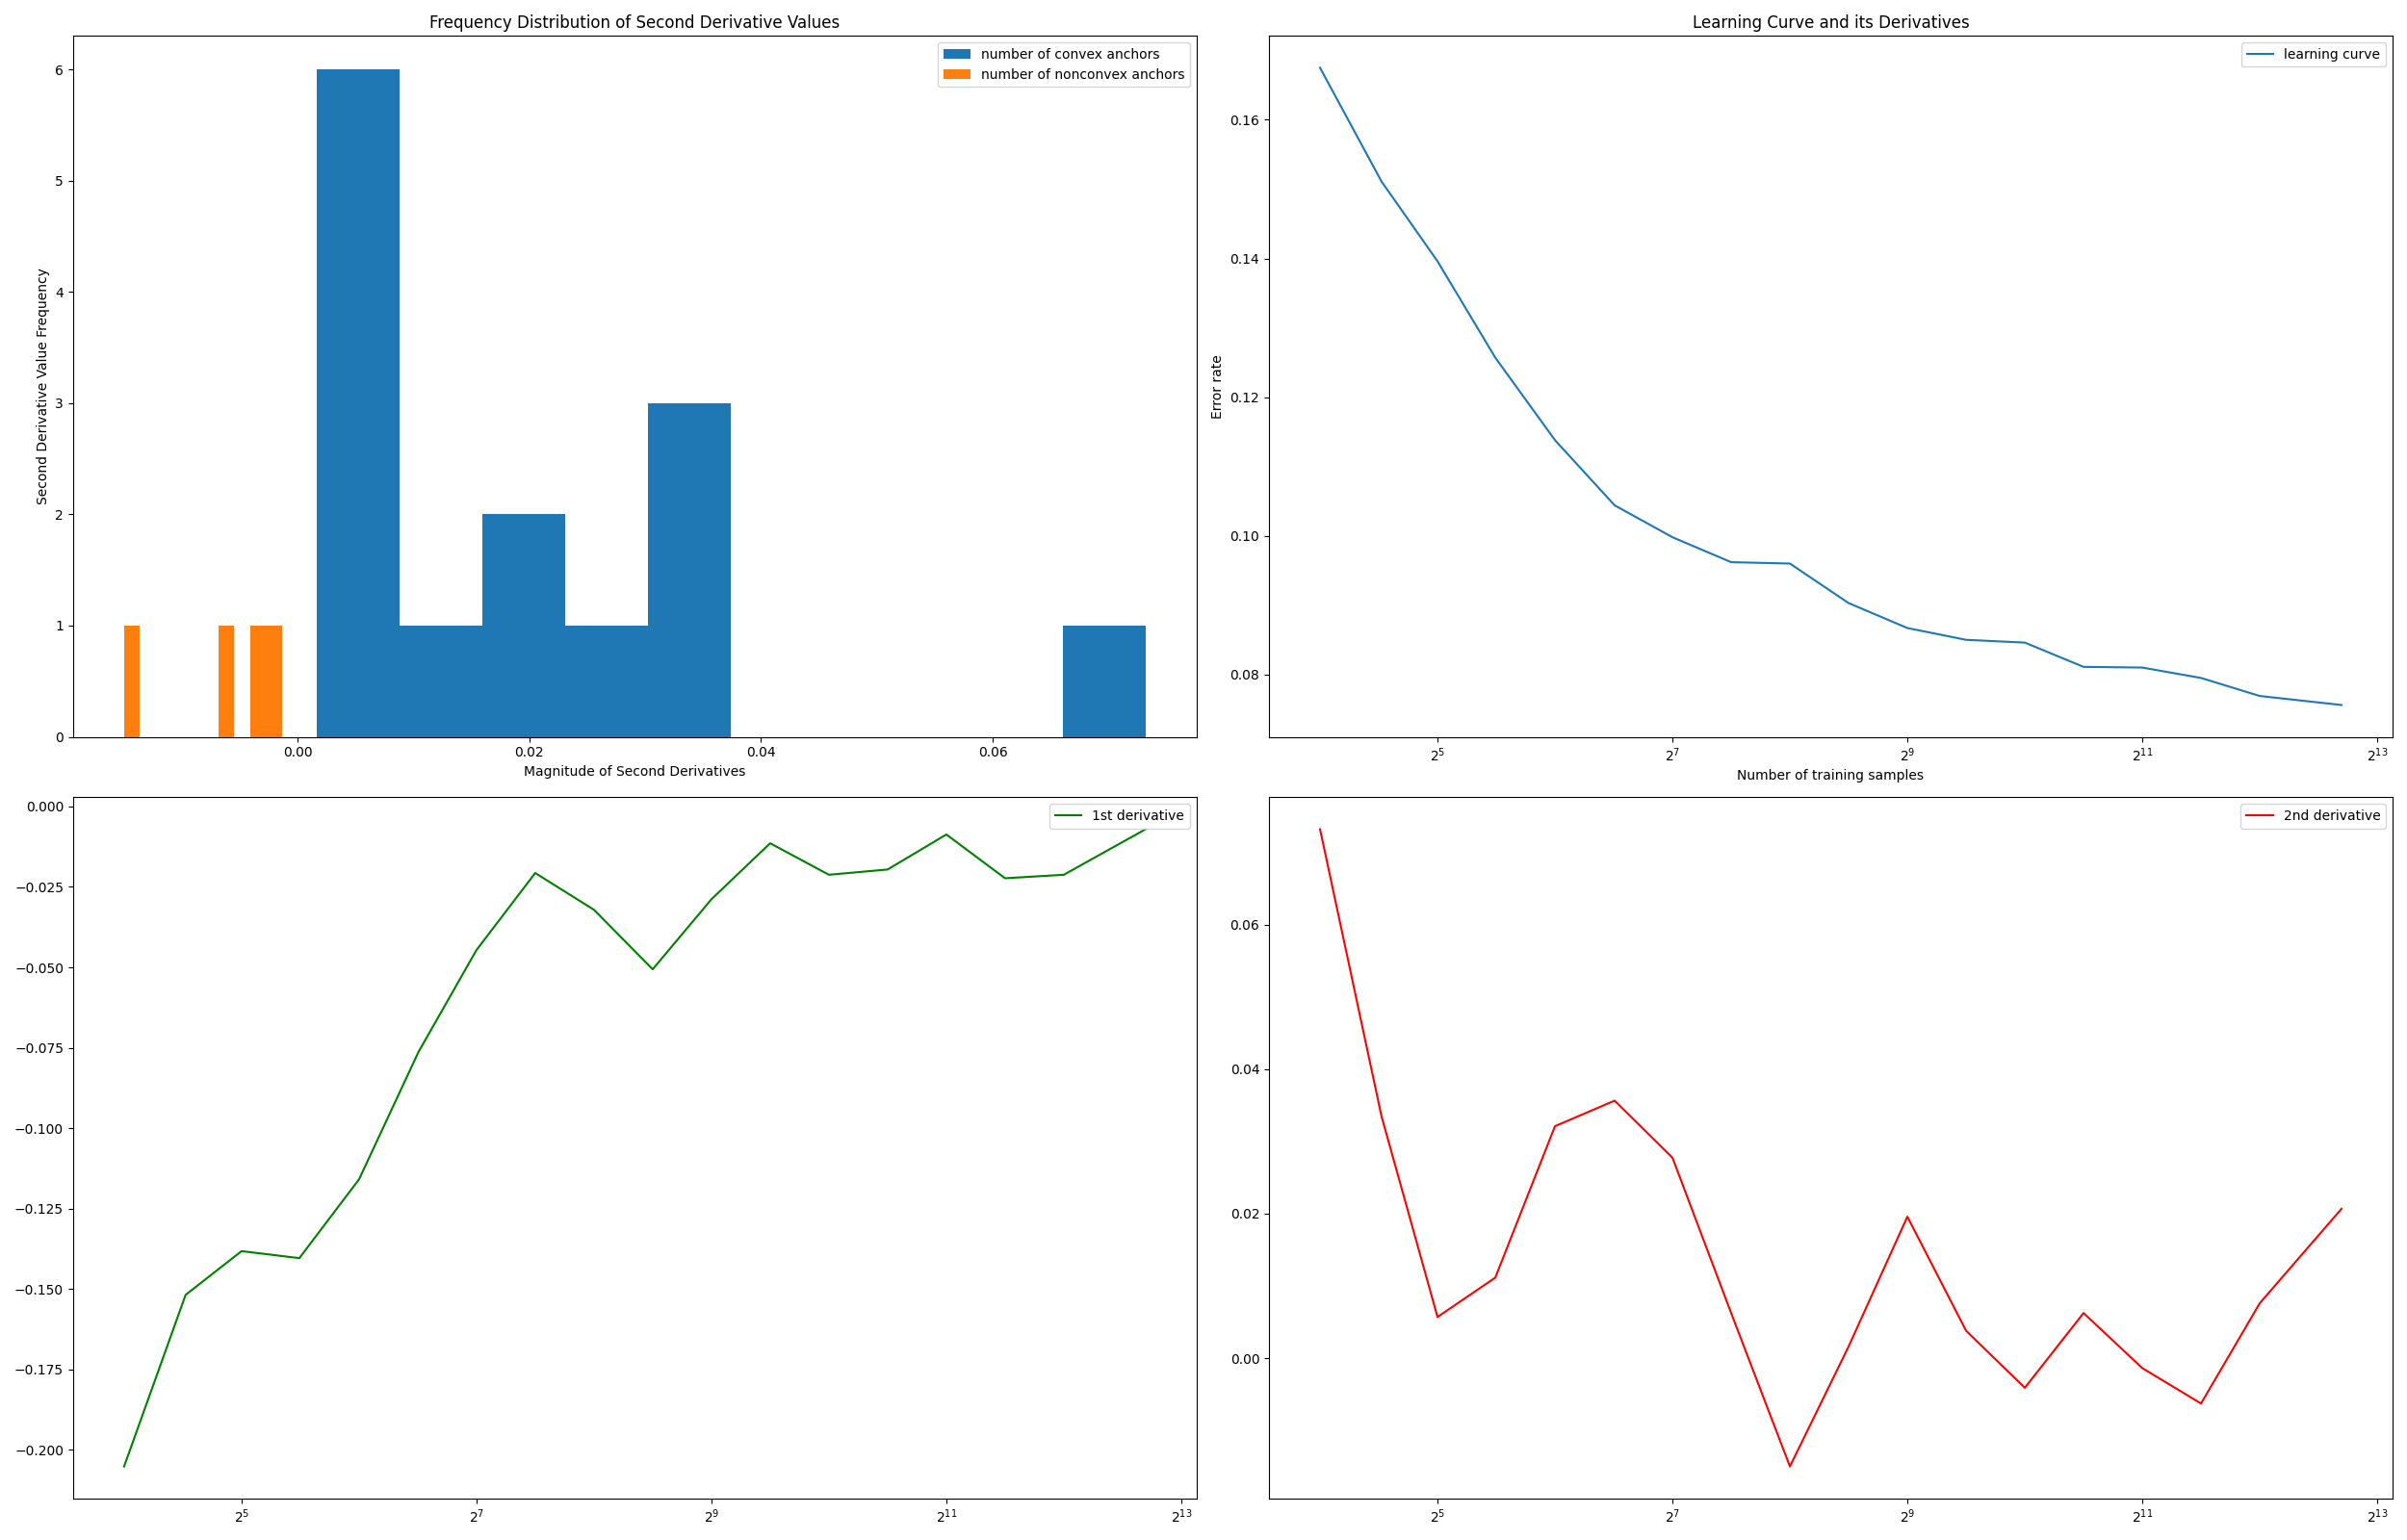 Frequency Distribution of Second Derivative Values
number of convex anchors
number of nonconvex anchors
6
5
4
3
2
1
0
Second Derivative Value Frequency
0.00 0.02 0.04 0.06
Magnitude of Second Derivatives
Learning Curve and its Derivatives
learning curve
0.16
0.14
0.12
0.10
0.08
Error rate
2^5 2^7 2^9 2^11 2^13
Number of training samples
1st derivative
0.000
−0.025
−0.050
−0.075
−0.100
−0.125
−0.150
−0.175
−0.200
2^5 2^7 2^9 2^11 2^13
2nd derivative
0.06
0.04
0.02
0.00
2^5 2^7 2^9 2^11 2^13